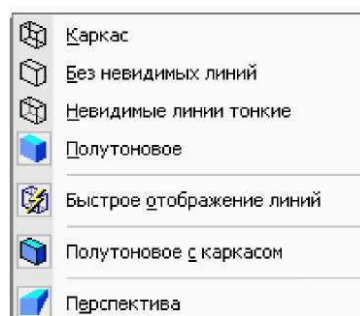 Каркас
Без невидимых линий
Невидимые линии тонкие
Полутоновое
Быстрое отображение линий
Полутоновое с каркасом
Перспектива